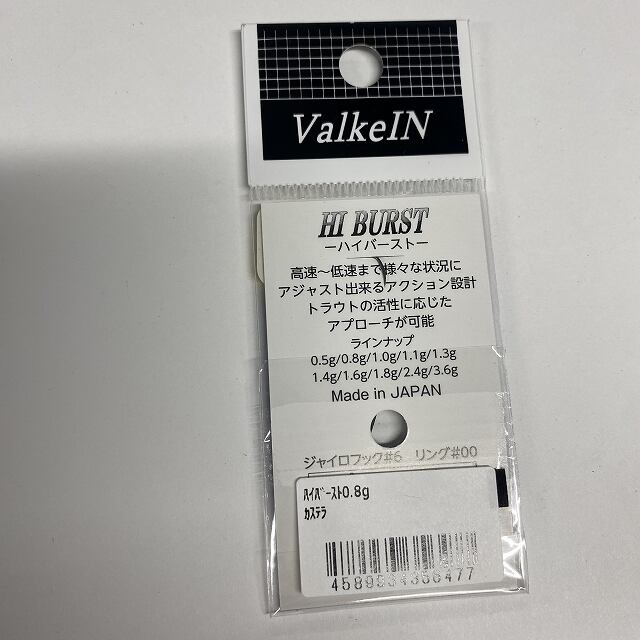 ValkeIN
HI BURST
ーハイバーストー
高速～低速まで様々な状況に
アジャスト出来るアクション設計
トラウトの活性に応じた
アプローチが可能
ラインナップ
0.5g/0.8g/1.0g/1.1g/1.3g
1.4g/1.6g/1.8g/2.4g/3.6g
Made in JAPAN
ジャイロフック#6 リング#00
ﾊｲﾊﾞｰｽﾄ0.8g
ｶｽﾃﾗ